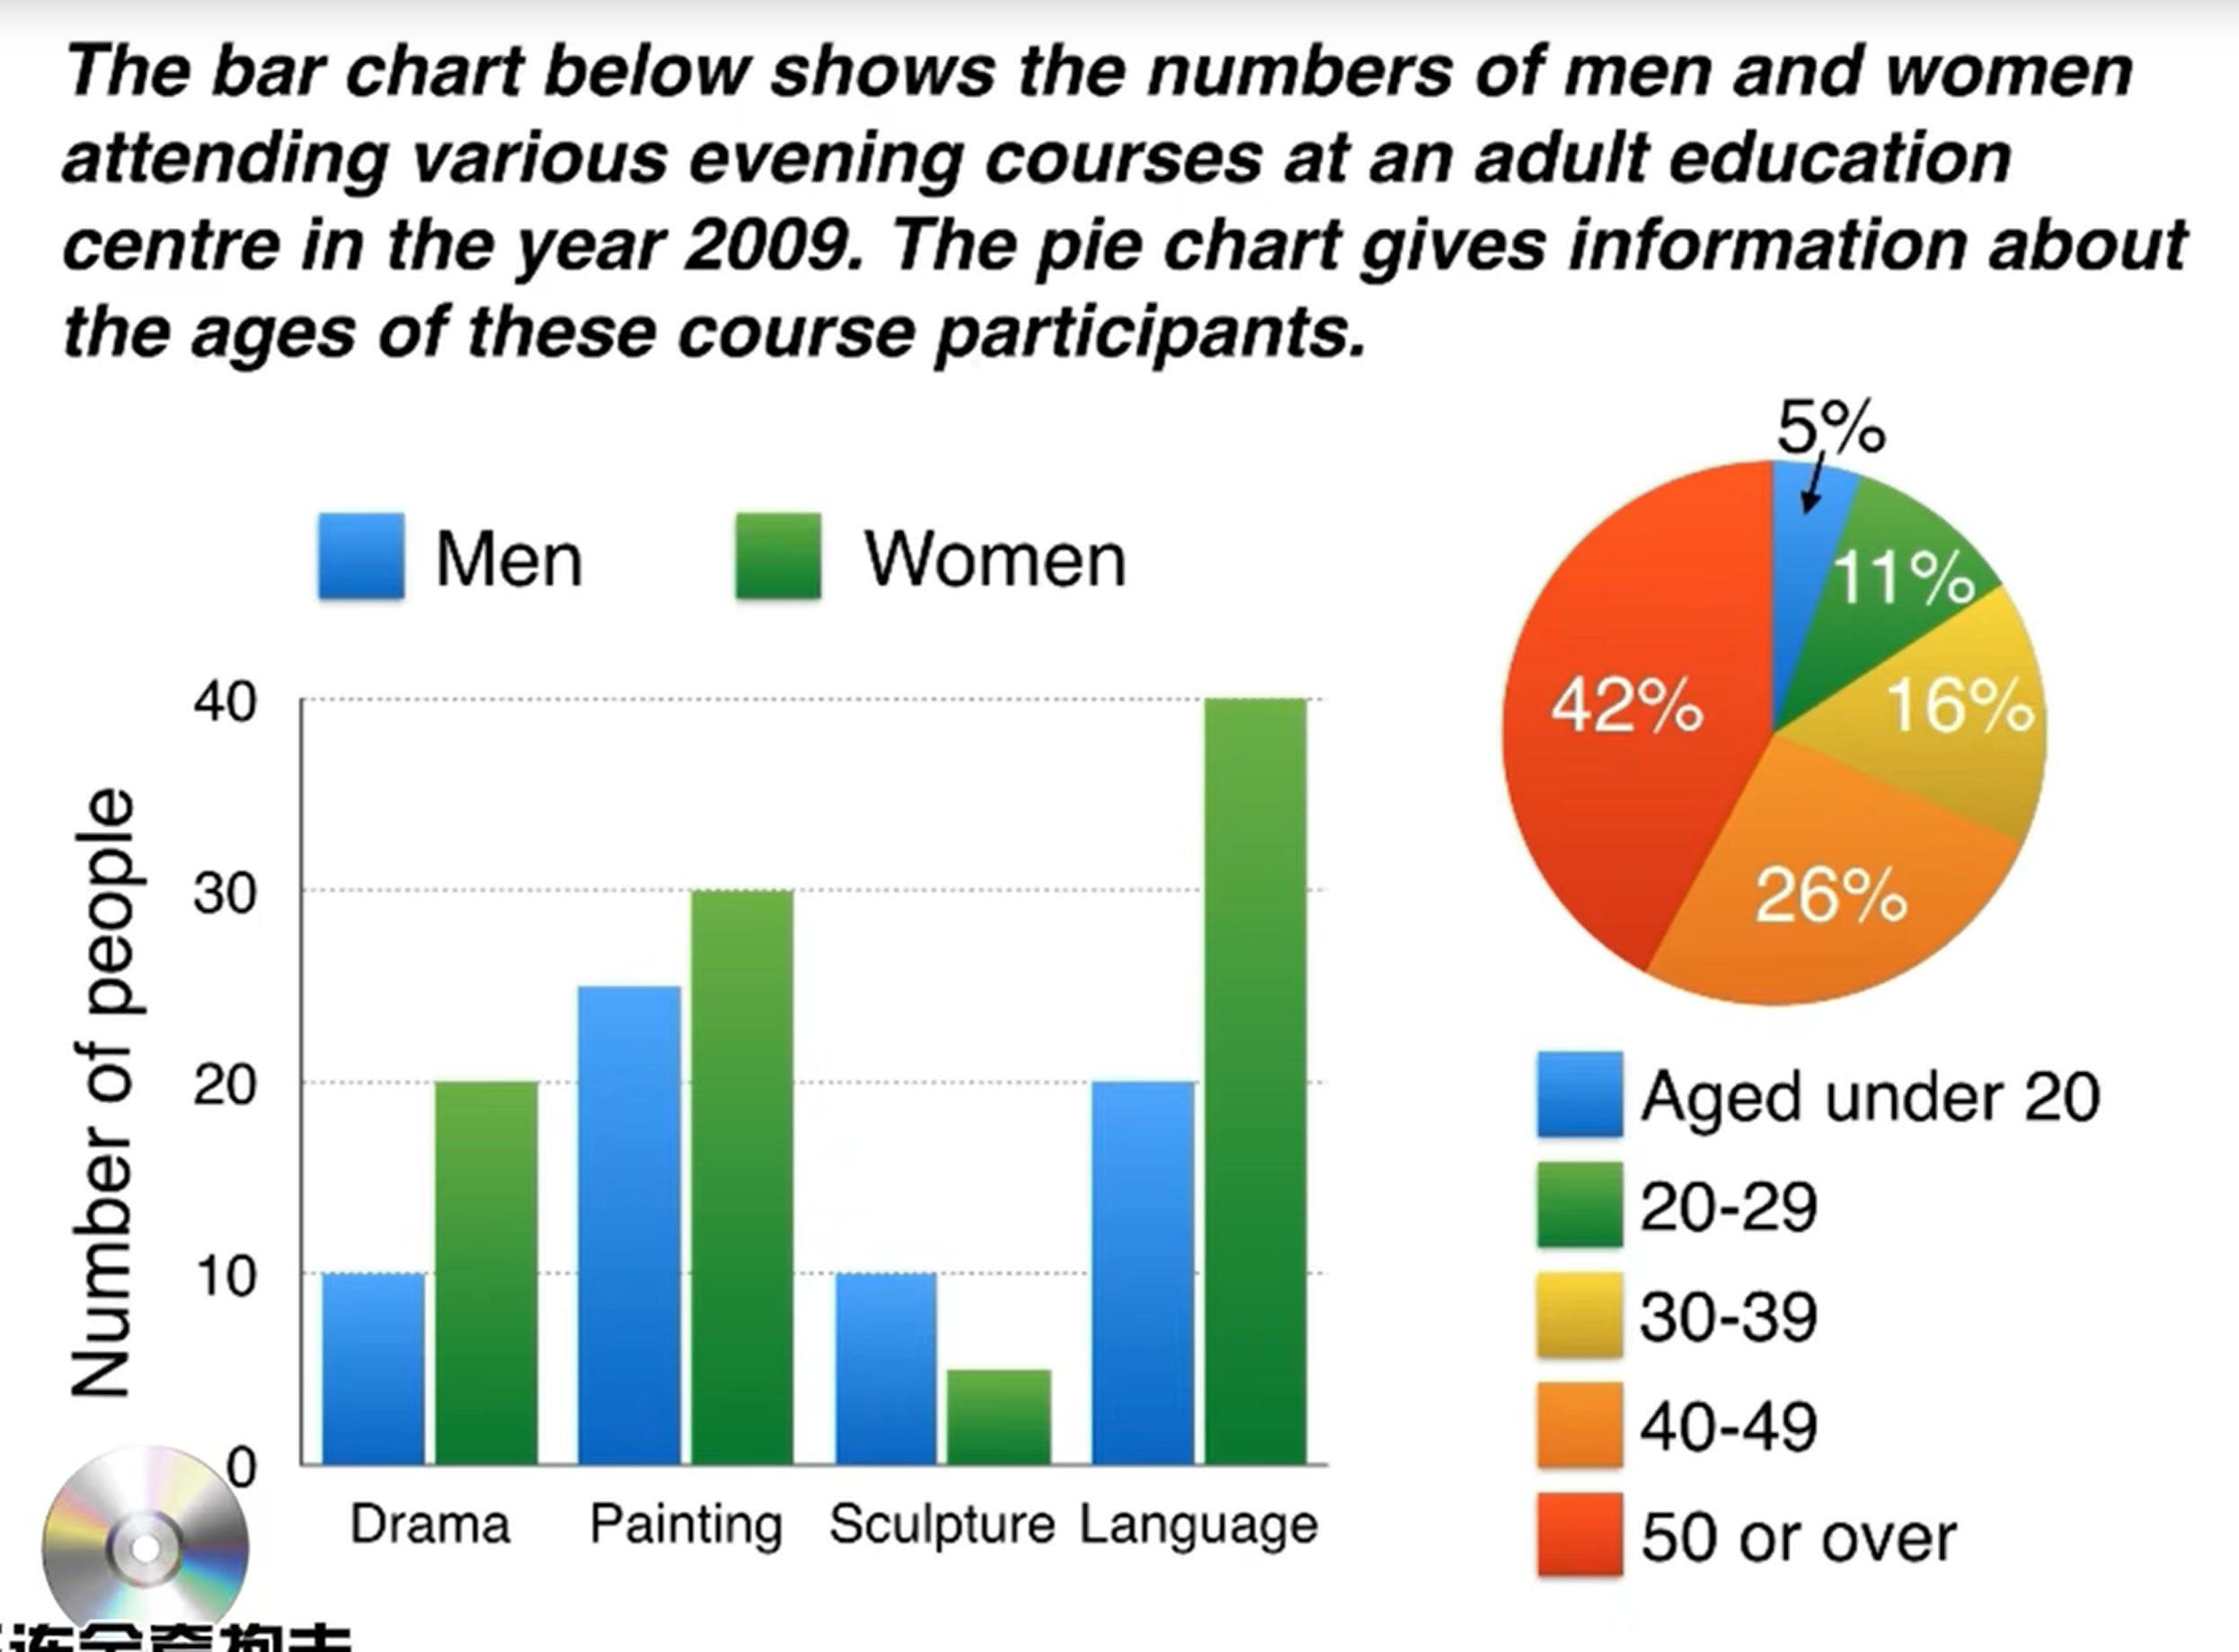 The bar chart below shows the numbers of men and women
attending various evening courses at an adult education
centre in the year 2009. The pie chart gives information about
the ages of these course participants.
5%
11%
16%
26%
42%
Men
Women
Number of people
40
30
20
10
0
Drama
Painting
Sculpture
Language
Aged under 20
20-29
30-39
40-49
50 or over